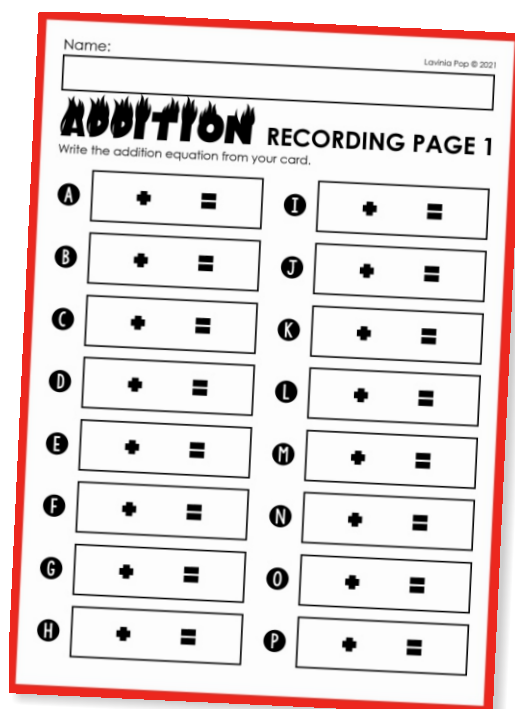 Name:
Lavinia Pop © 2021
ADDITION RECORDING PAGE 1
Write the addition equation from your card.
A + =
B + =
C + =
D + =
E + =
F + =
G + =
H + =
I + =
J + =
K + =
L + =
M + =
N + =
O + =
P + =